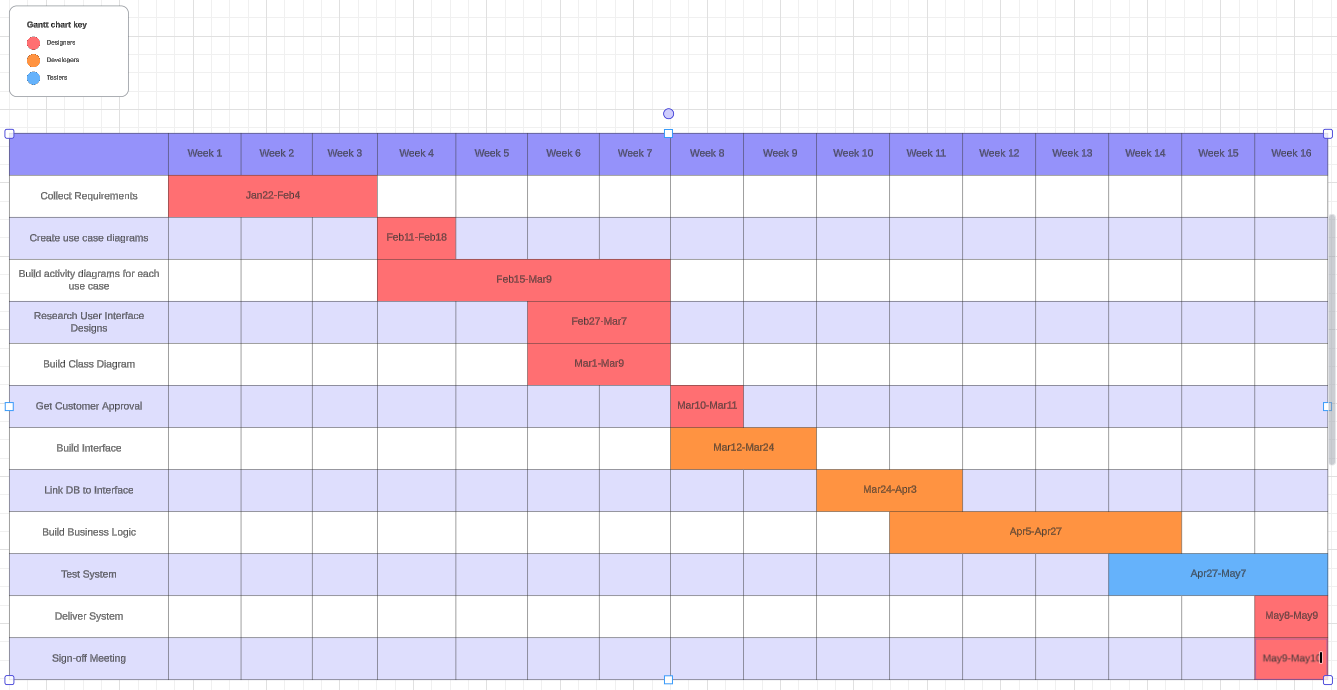 Gantt chart key
Designers
Developers
Testers
Week 1 Week 2 Week 3 Week 4 Week 5 Week 6 Week 7 Week 8 Week 9 Week 10 Week 11 Week 12 Week 13 Week 14 Week 15 Week 16
Collect Requirements Jan22-Feb4
Create use case diagrams Feb11-Feb18
Build activity diagrams for each
use case
Feb15-Mar9
Research User Interface
Designs
Feb27-Mar7
Build Class Diagram Mar1-Mar9
Get Customer Approval Mar10-Mar11
Build Interface Mar12-Mar24
Link DB to Interface Mar24-Apr3
Build Business Logic Apr5-Apr27
Test System Apr27-May7
Deliver System May8-May9
Sign-off Meeting May9-May10